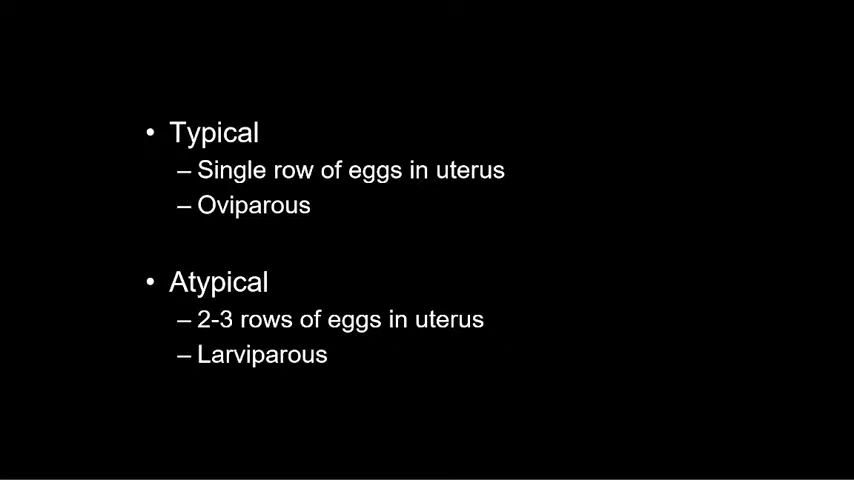 • Typical
– Single row of eggs in uterus
– Oviparous
• Atypical
– 2-3 rows of eggs in uterus
– Larviparous